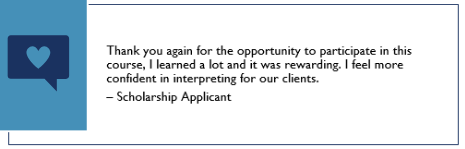 Thank you again for the opportunity to participate in this
course, I learned a lot and it was rewarding. I feel more
confident in interpreting for our clients.
– Scholarship Applicant